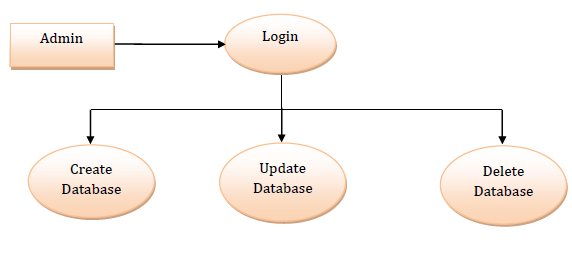 Admin
Login
Create
Database
Update
Database
Delete
Database